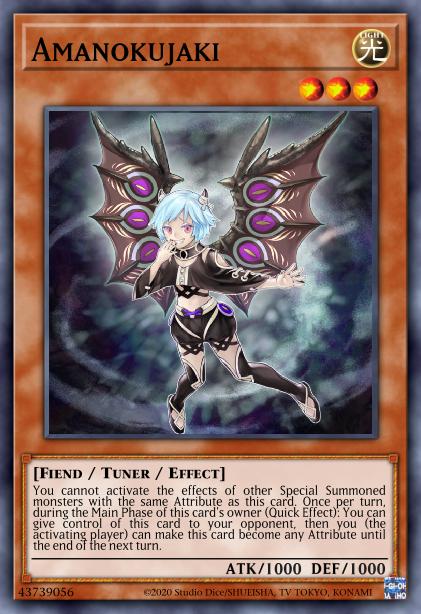 AMANOKUJAKI
LIGHT
光
[FIEND / TUNER / EFFECT]
You cannot activate the effects of other Special Summoned
monsters with the same Attribute as this card. Once per turn,
during the Main Phase of this card's owner (Quick Effect): You can
give control of this card to your opponent, then you (the
activating player) can make this card become any Attribute until
the end of the next turn.
ATK/1000 DEF/1000
43739056
©2020 Studio Dice/SHUEISHA, TV TOKYO, KONAMI